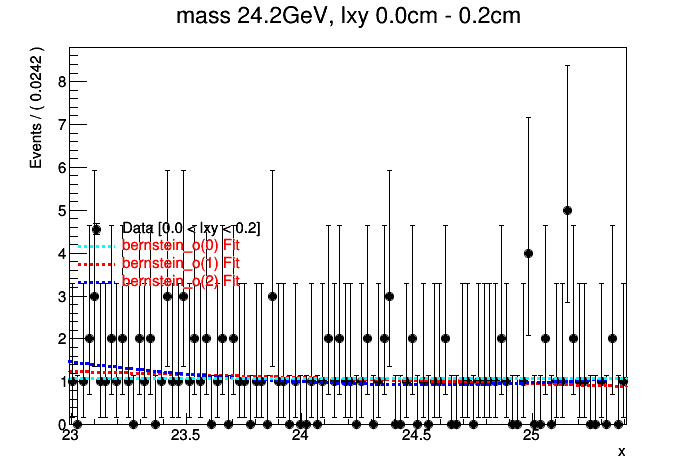 mass 24.2GeV, lxy 0.0cm - 0.2cm
Events / ( 0.0242 )
8
7
6
5
4
3
2
1
0
Data [0.0 < lxy < 0.2]
bernstein_o(0) Fit
bernstein_o(1) Fit
bernstein_o(2) Fit
23 23.5 24 24.5 25
x